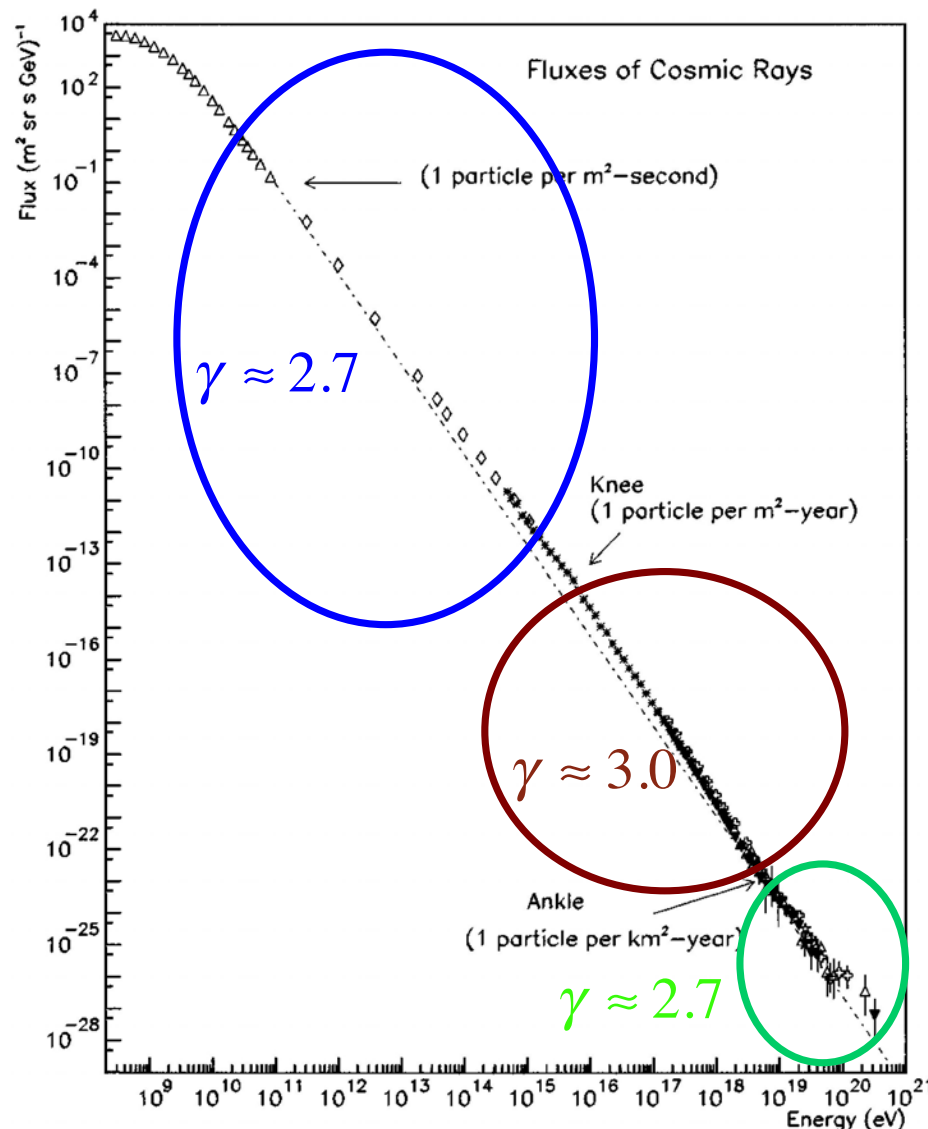 Fluxes of Cosmic Rays
Flux (m² sr s GeV)⁻¹
10⁴
10²
10⁻¹
10⁻⁴
10⁻⁷
10⁻¹⁰
10⁻¹³
10⁻¹⁶
10⁻¹⁹
10⁻²²
10⁻²⁵
10⁻²⁸
(1 particle per m²−second)
γ ≈ 2.7
Knee
(1 particle per m²−year)
γ ≈ 3.0
Ankle
(1 particle per km²−year)
γ ≈ 2.7
10⁹ 10¹⁰ 10¹¹ 10¹² 10¹³ 10¹⁴ 10¹⁵ 10¹⁶ 10¹⁷ 10¹⁸ 10¹⁹ 10²⁰ 10²¹
Energy (eV)